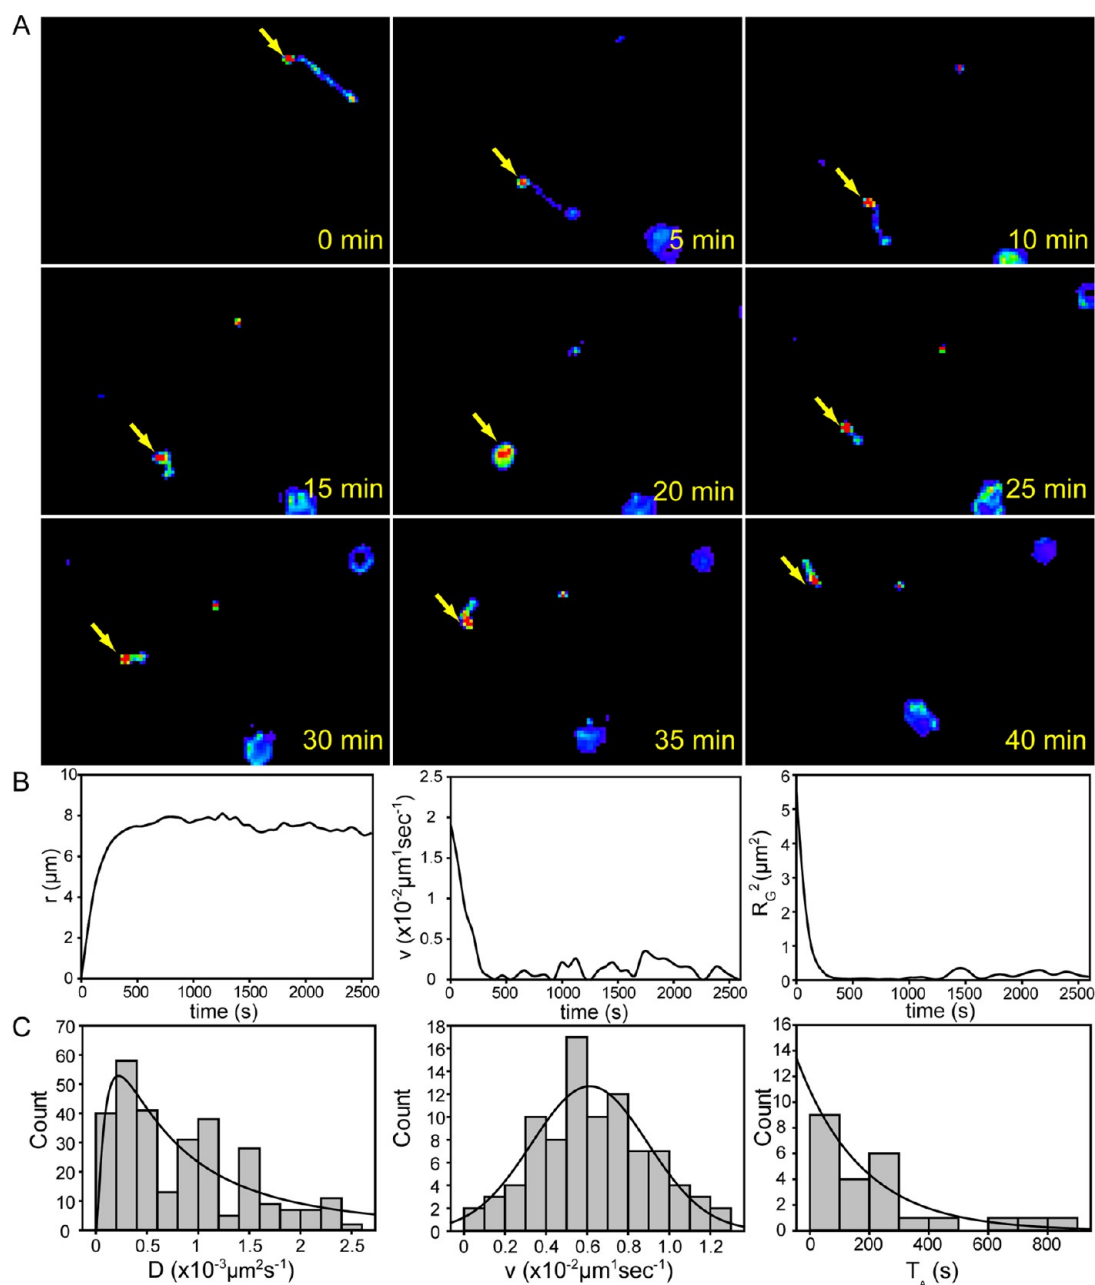 A
0 min
5 min
10 min
15 min
20 min
25 min
30 min
35 min
40 min
B
10
8
6
4
2
0
r (μm)
0 500 1000 1500 2000 2500
time (s)
2.5
2
1.5
1
0.5
0
v (x10⁻²μm¹sec⁻¹)
0 500 1000 1500 2000 2500
time (s)
6
5
4
3
2
1
0
R_G² (μm²)
0 500 1000 1500 2000 2500
time (s)
C
70
60
50
40
30
20
10
0
Count
0 0.5 1 1.5 2 2.5
D (x10⁻³μm²s⁻¹)
18
16
14
12
10
8
6
4
2
0
Count
0 0.2 0.4 0.6 0.8 1.0 1.2
v (x10⁻²μm¹sec⁻¹)
16
14
12
10
8
6
4
2
0
Count
0 200 400 600 800
T (s)